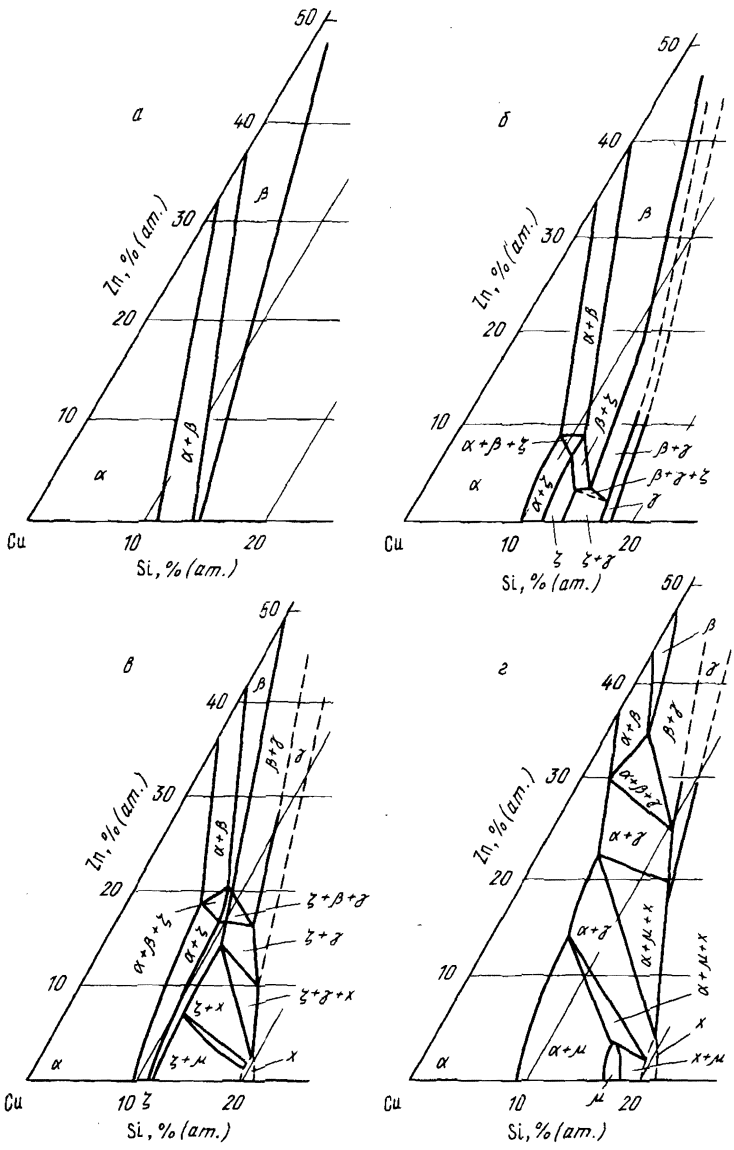 50
а
40
β
30
Zn, % (ат.)
20
10
α+β
α
Cu
10
20
Si, % (ат.)
50
б
40
β
30
Zn, % (ат.)
20
α+β
β+ζ
10
α+β+ζ
β+γ
α
α+ζ
β+γ+ζ
γ
Cu
10
20
ζ
ζ+γ
Si, % (ат.)
50
в
40
β
β+γ
γ
30
Zn, % (ат.)
α+β
20
ζ+β+γ
α+β+ζ
α+ζ
ζ+γ
10
ζ+γ+χ
ζ+χ
ζ+μ
χ
α
Cu
10
ζ
20
Si, % (ат.)
50
β
г
γ
40
α+β
β+γ
30
α+β+γ
Zn, % (ат.)
α+γ
20
α+γ
α+μ+χ
α+μ+χ
10
χ
α+μ
χ+μ
α
Cu
10
μ
20
Si, % (ат.)